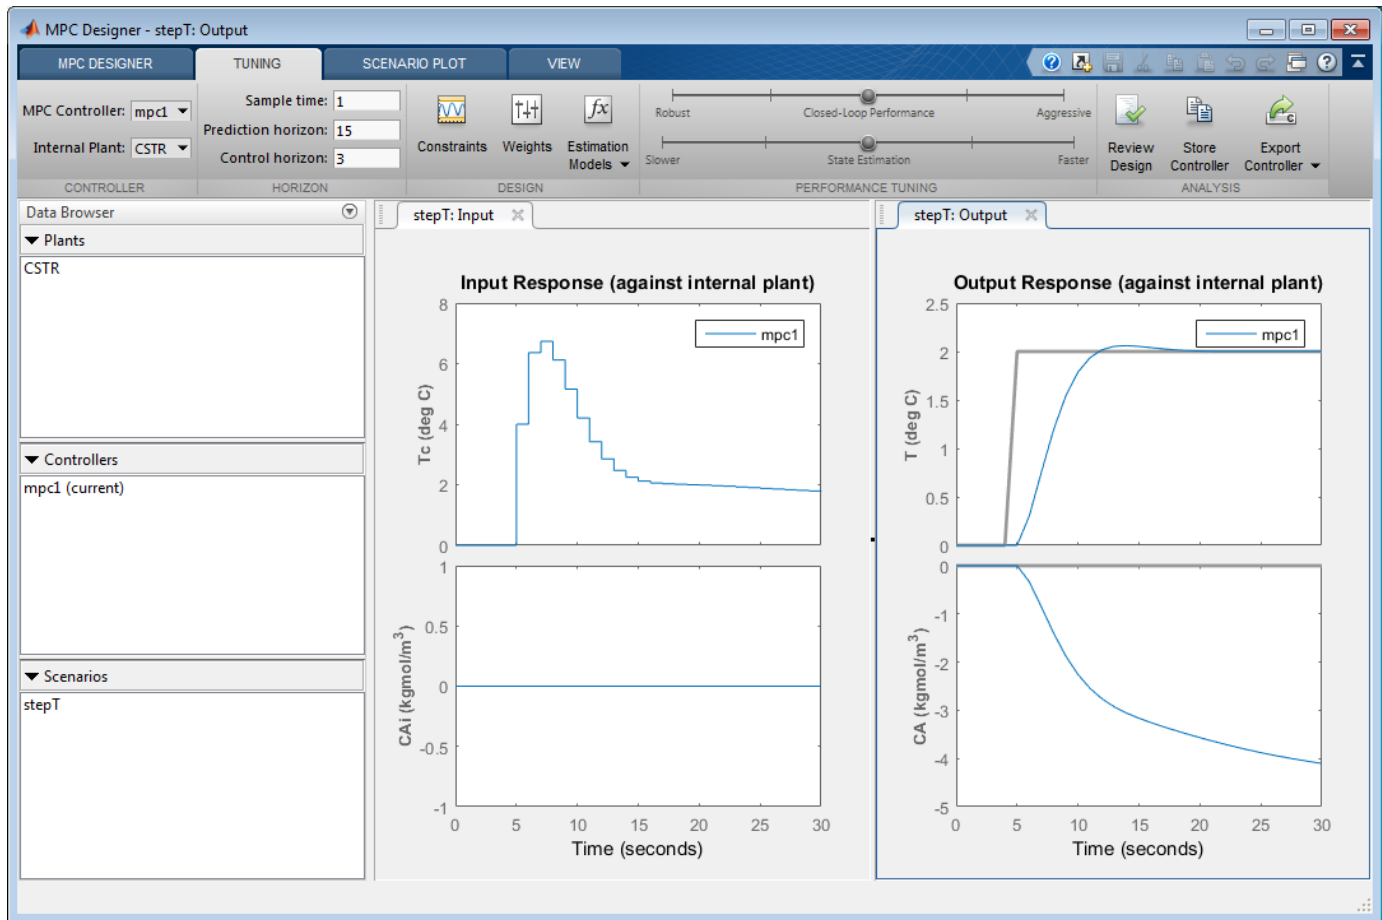 MPC Designer - stepT: Output
MPC DESIGNER
TUNING
SCENARIO PLOT
VIEW
MPC Controller: mpc1
Internal Plant: CSTR
CONTROLLER
Sample time: 1
Prediction horizon: 15
Control horizon: 3
HORIZON
Constraints
Weights
Estimation
Models
DESIGN
Robust
Closed-Loop Performance
Aggressive
Slower
State Estimation
Faster
PERFORMANCE TUNING
Review
Design
Store
Controller
Export
Controller
ANALYSIS
Data Browser
Plants
CSTR
Controllers
mpc1 (current)
Scenarios
stepT
stepT: Input
Input Response (against internal plant)
mpc1
8
6
4
2
0
Tc (deg C)
1
0.5
0
-0.5
-1
CAi (kgmol/m³)
0 5 10 15 20 25 30
Time (seconds)
stepT: Output
Output Response (against internal plant)
mpc1
2.5
2
1.5
1
0.5
0
T (deg C)
0
-1
-2
-3
-4
-5
CA (kgmol/m³)
0 5 10 15 20 25 30
Time (seconds)